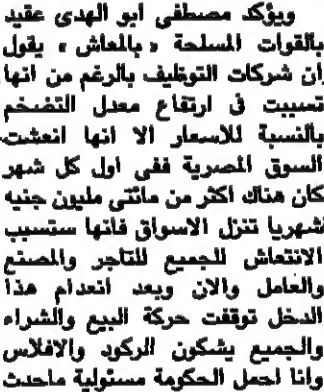 ويؤكد مصطفى ابو الهدى عقيد
بالقوات المسلحة « بالمعاش » يقول
ان شركات التوظيف بالرغم من انها
تسببت فى ارتفاع معدل التضخم
بالنسبة للاسعار الا انها انعشت
السوق المصرية ففى اول كل شهر
كان هناك اكثر من مائتى مليون جنيه
شهريا تنزل الاسواق فانها ستسبب
الانتعاش للجميع للتاجر والمصنع
والعامل والان وبعد انعدام هذا
الدخل توقفت حركة البيع والشراء
والجميع يشكون الركود والافلاس
وانا احمل الحكومة مسئولية ماحدث